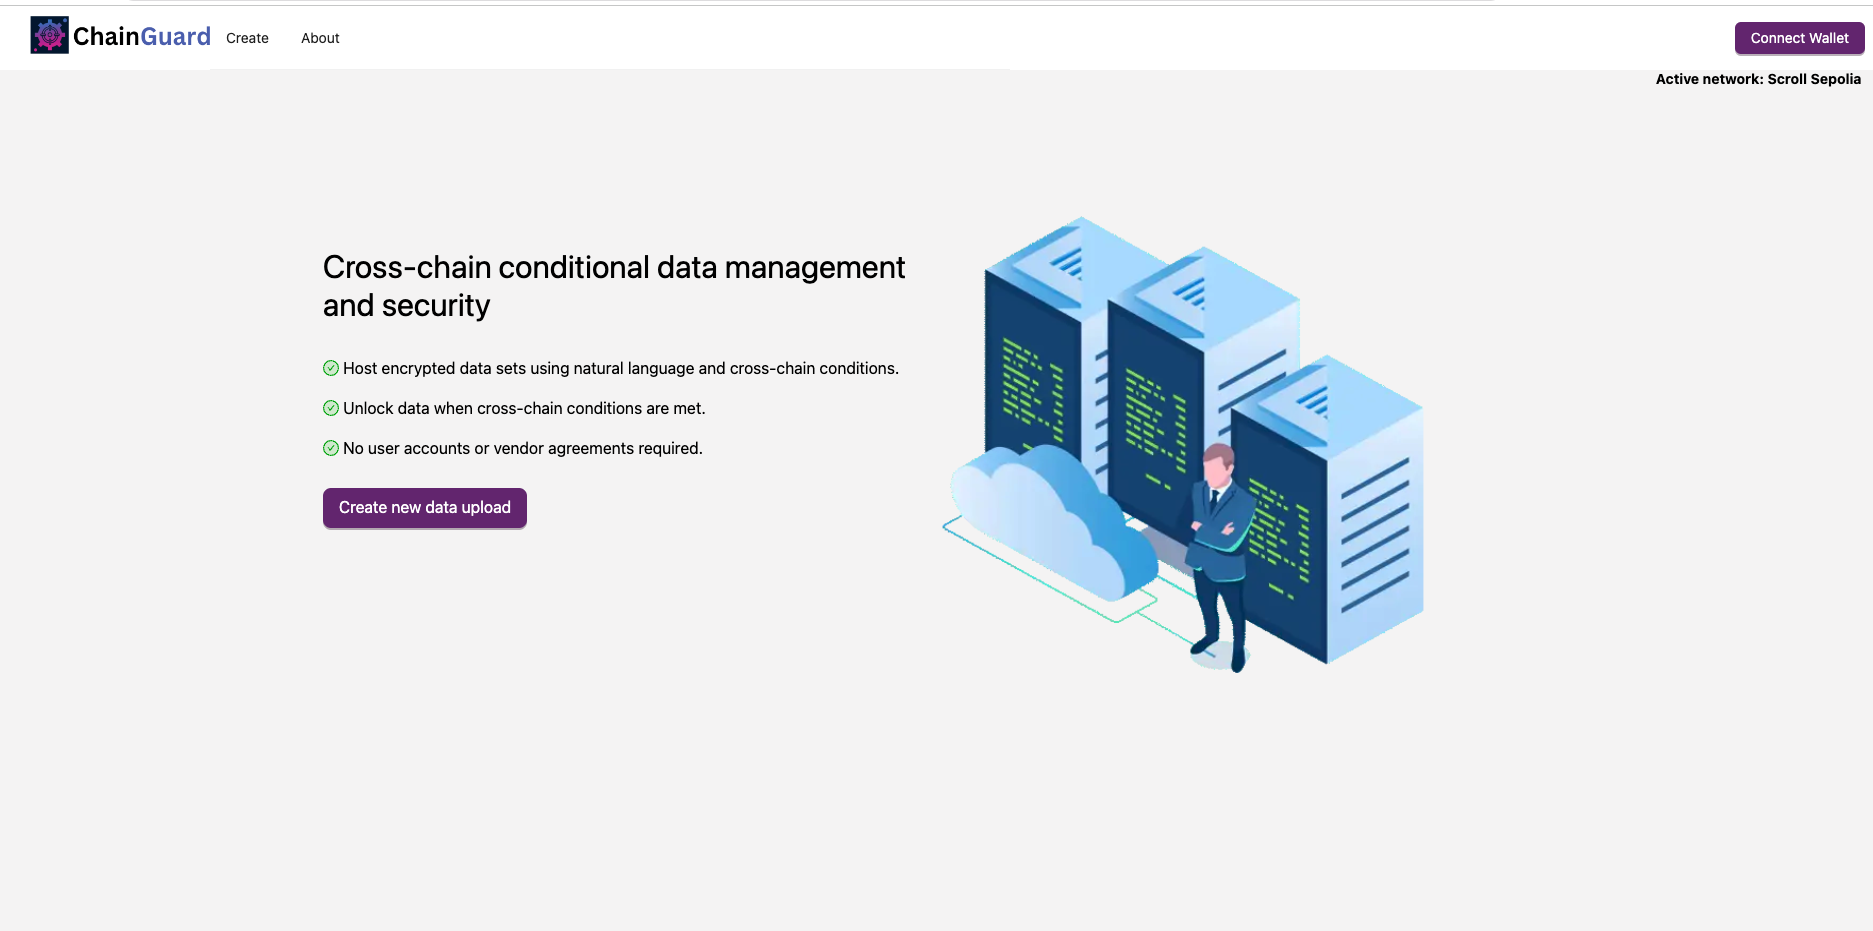 ChainGuard
Create
About
Connect Wallet
Active network: Scroll Sepolia
Cross-chain conditional data management
and security
Host encrypted data sets using natural language and cross-chain conditions.
Unlock data when cross-chain conditions are met.
No user accounts or vendor agreements required.
Create new data upload